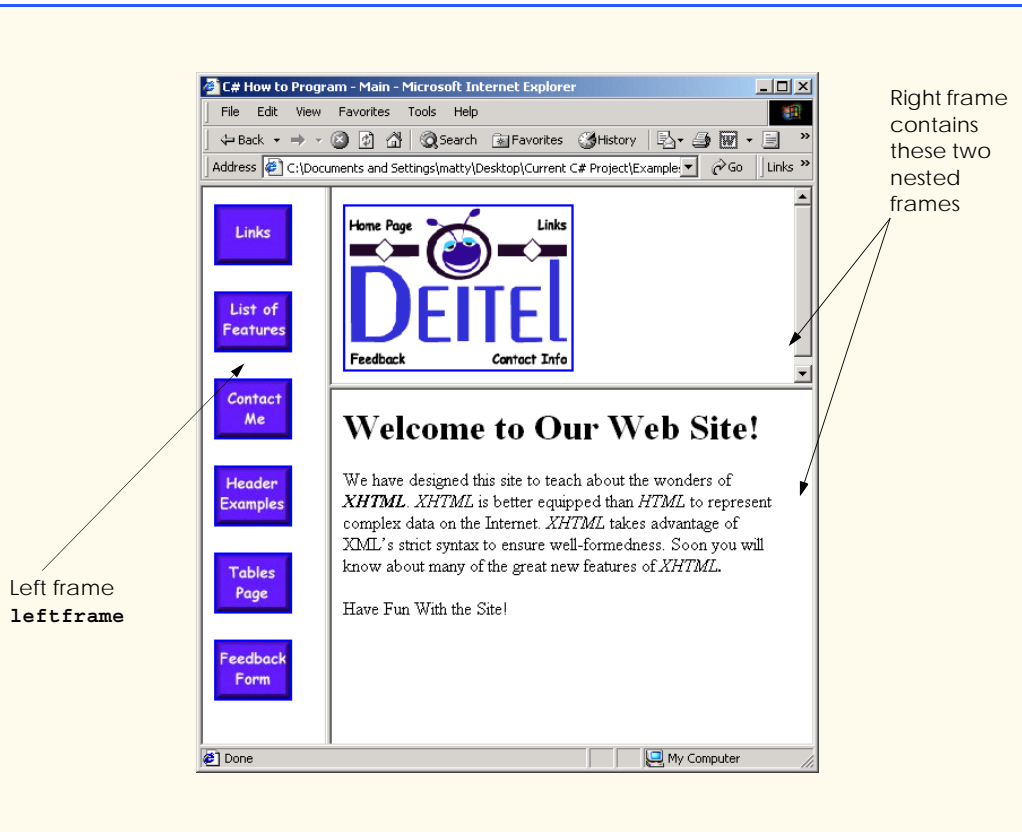 C# How to Program - Main - Microsoft Internet Explorer
File Edit View Favorites Tools Help
Back Search Favorites History »
Address C:\Documents and Settings\matty\Desktop\Current C# Project\Example: Go Links »
Links
List of
Features
Contact
Me
Header
Examples
Tables
Page
Feedback
Form
Home Page Links
DEITEL
Feedback Contact Info
Welcome to Our Web Site!
We have designed this site to teach about the wonders of
XHTML. XHTML is better equipped than HTML to represent
complex data on the Internet. XHTML takes advantage of
XML's strict syntax to ensure well-formedness. Soon you will
know about many of the great new features of XHTML.
Have Fun With the Site!
Done My Computer
Left frame
leftframe
Right frame
contains
these two
nested
frames